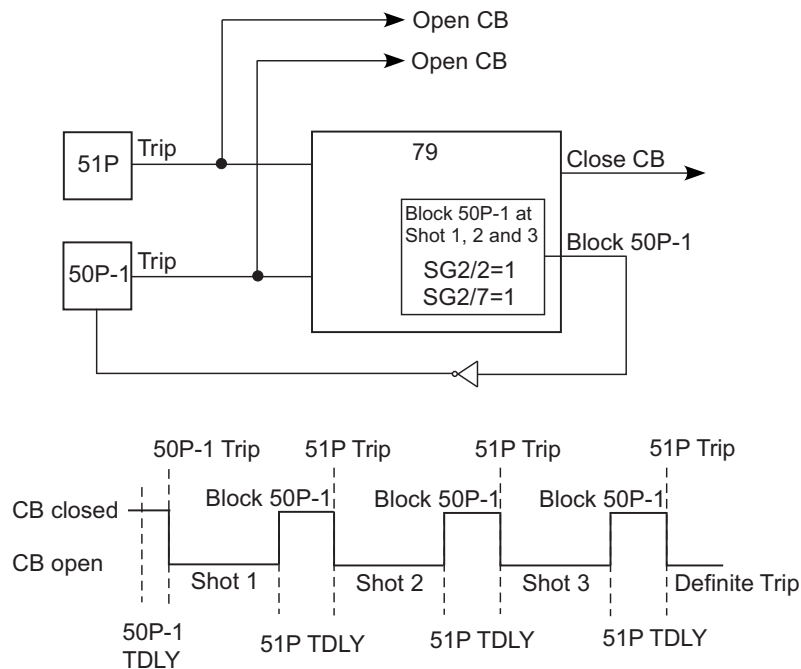 Open CB
Open CB
51P
Trip
79
Close CB
Block 50P-1 at
Shot 1, 2 and 3
SG2/2=1
SG2/7=1
Block 50P-1
50P-1
Trip
50P-1 Trip
51P Trip
51P Trip
51P Trip
CB closed
Block 50P-1
Block 50P-1
Block 50P-1
CB open
Shot 1
Shot 2
Shot 3
Definite Trip
50P-1
TDLY
51P TDLY
51P TDLY
51P TDLY